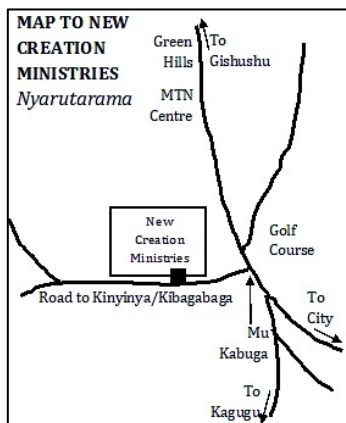 MAP TO NEW
CREATION
MINISTRIES
Nyarutarama
Green
Hills
To
Gishushu
MTN
Centre
New
Creation
Ministries
Golf
Course
Road to Kinyinya/Kibagabaga
To
City
Mu
Kabuga
To
Kagugu